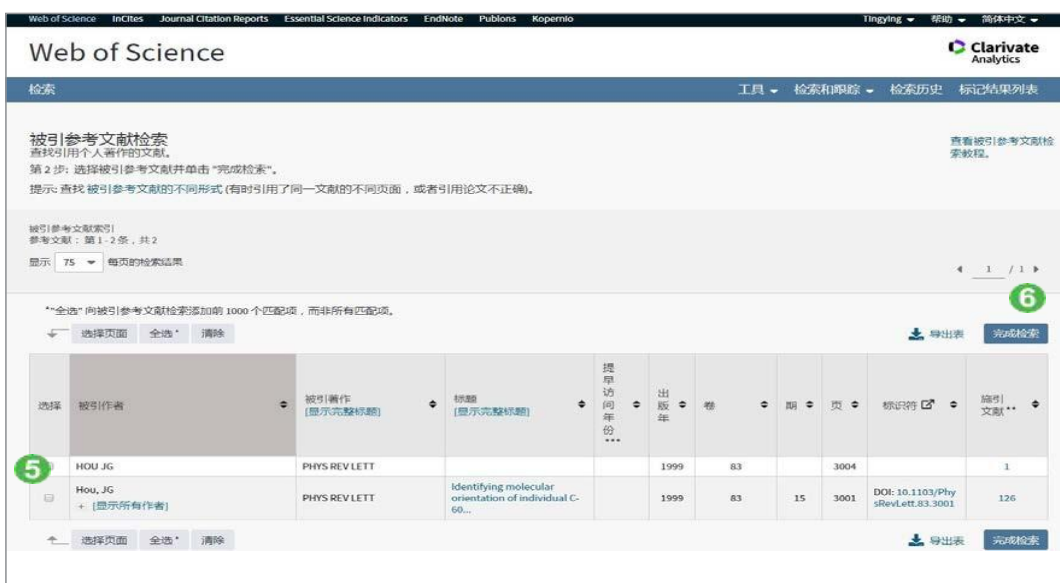 Web of Science InCites Journal Citation Reports Essential Science Indicators EndNote Publons Kopernio Tingying 帮助 简体中文
Web of Science
Clarivate
Analytics
检索 工具 检索和跟踪 检索历史 标记结果列表
被引参考文献检索
查找引用个人著作的文献。
查看被引参考文献检
索教程。
第 2 步: 选择被引参考文献并单击 "完成检索"。
提示: 查找 被引参考文献的不同形式 (有时引用了同一文献的不同页面，或者引用论文不正确)。
被引参考文献索引
参考文献： 第 1 - 2 条，共 2
显示 75 每页的检索结果
1 / 1
6
*"全选" 向被引参考文献检索添加前 1000 个匹配项，而非所有匹配项。
选择页面 全选* 清除 导出表 完成检索
选择 被引作者 被引著作 [显示完整标题] 标题 [显示完整标题] 提早访问年份 *** 出版年 卷 期 页 标识符 施引文献 **
5
HOU JG PHYS REV LETT 1999 83 3004 1
Hou, JG + [显示所有作者] PHYS REV LETT Identifying molecular orientation of individual C-60... 1999 83 15 3001 DOI: 10.1103/PhysRevLett.83.3001 126
选择页面 全选* 清除 导出表 完成检索